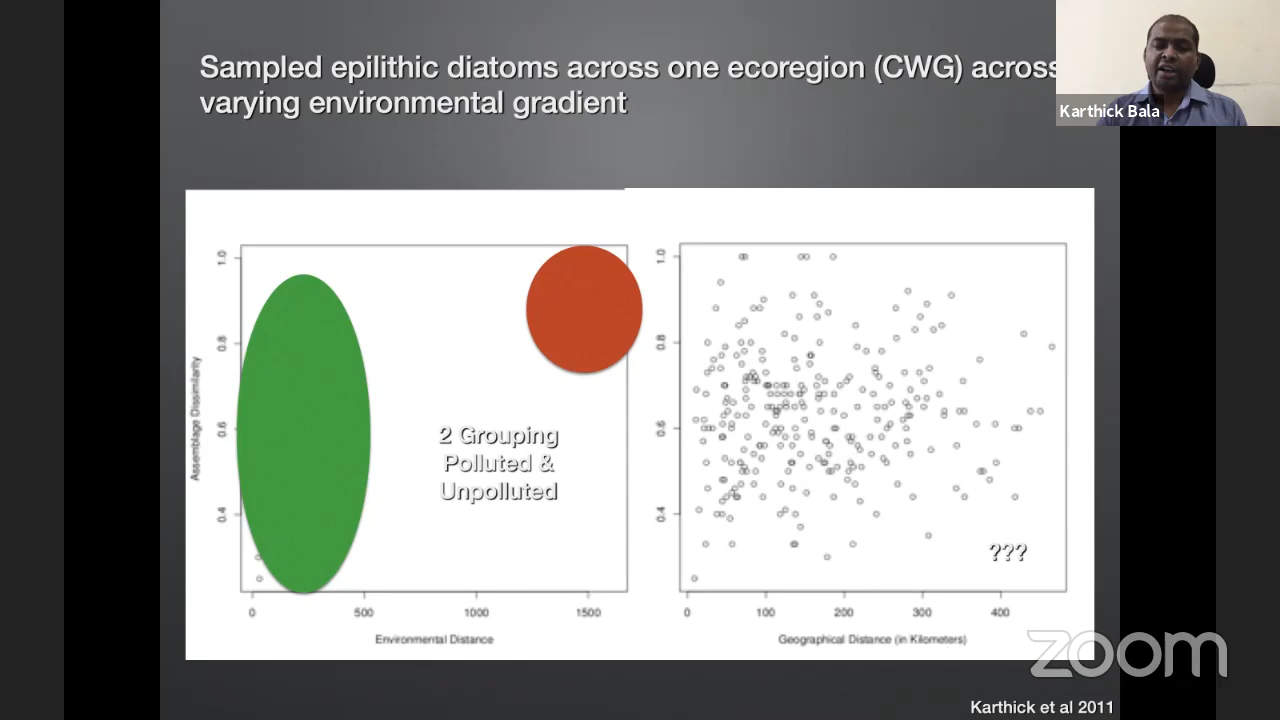 Sampled epilithic diatoms across one ecoregion (CWG) across
varying environmental gradient
Karthick Bala
1.0
0.8
0.6
0.4
Assemblage Dissimilarity
2 Grouping
Polluted &
Unpolluted
0
500
1000
1500
Environmental Distance
1.0
0.8
0.6
0.4
???
0
100
200
300
400
Geographical Distance (in Kilometers)
zoom
Karthick et al 2011